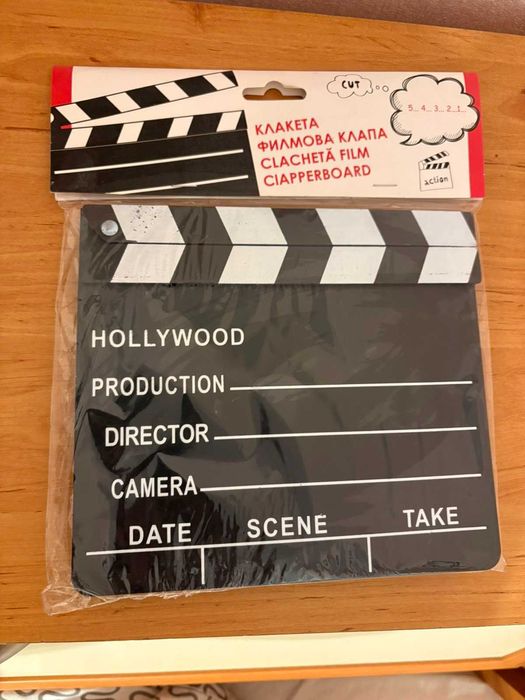 CUT
5...4...3...2...1...
КЛАКЕТА
ФИЛМОВА КЛАПА
CLACHETĂ FILM
CIAPPERBOARD
action
HOLLYWOOD
PRODUCTION
DIRECTOR
CAMERA
DATE SCENE TAKE